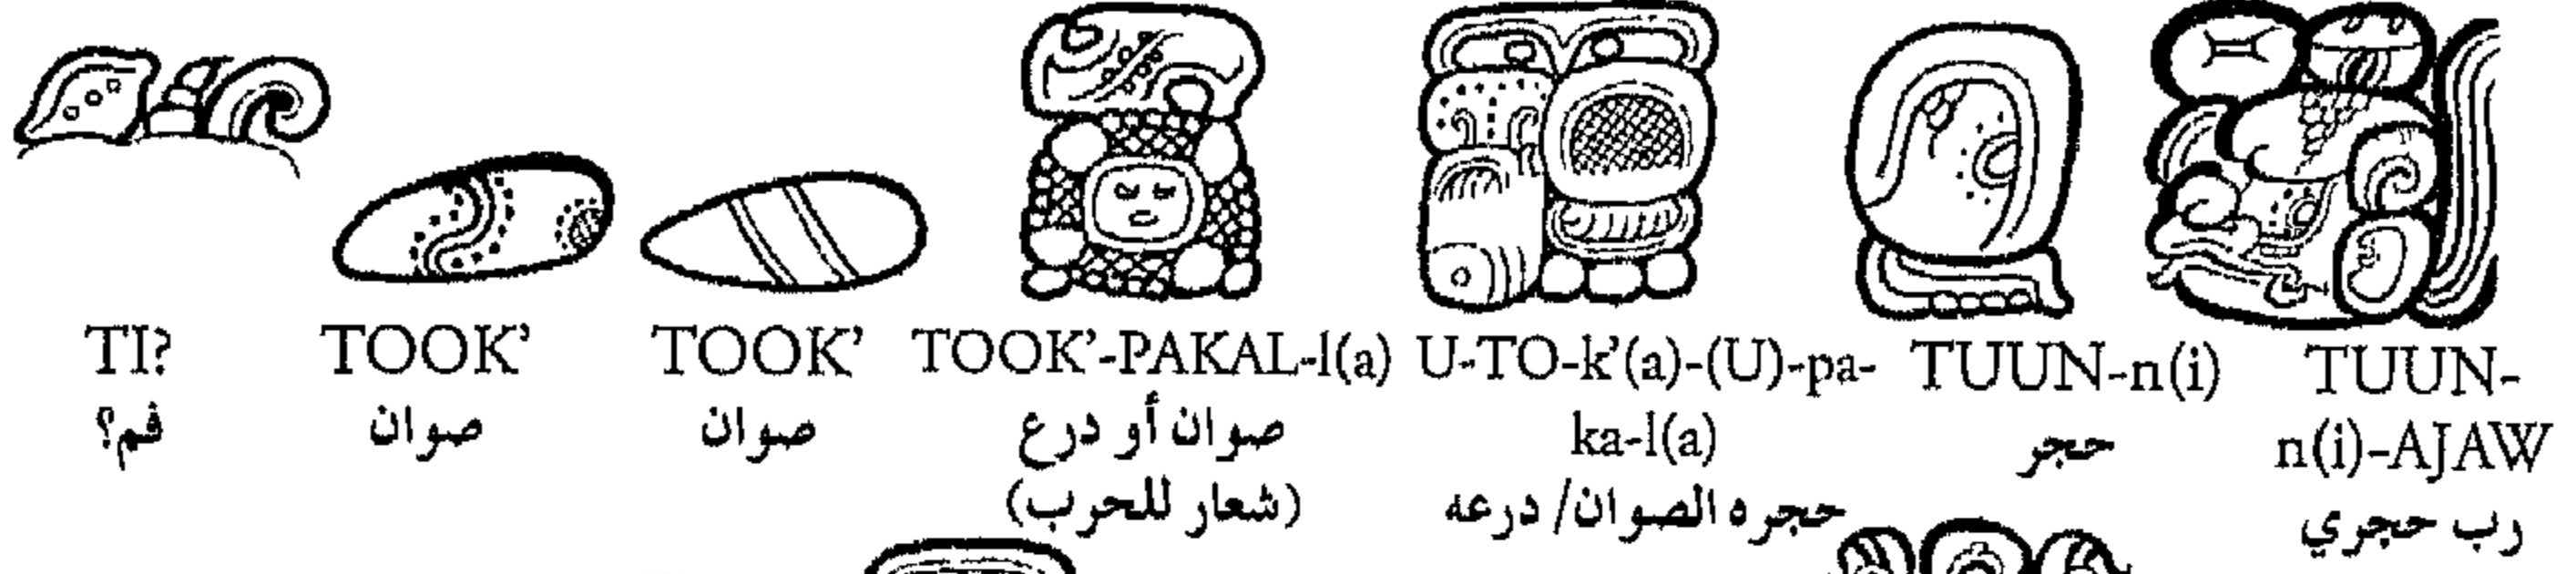 TI?
فم؟
TOOK’
صوان
TOOK’
صوان
TOOK’-PAKAL-l(a)
صوان أو درع
(شعار للحرب)
U-TO-k’(a)-(U)-pa-
ka-l(a)
حجره الصوان/ درعه
TUUN-n(i)
حجر
TUUN-
n(i)-AJAW
رب حجري